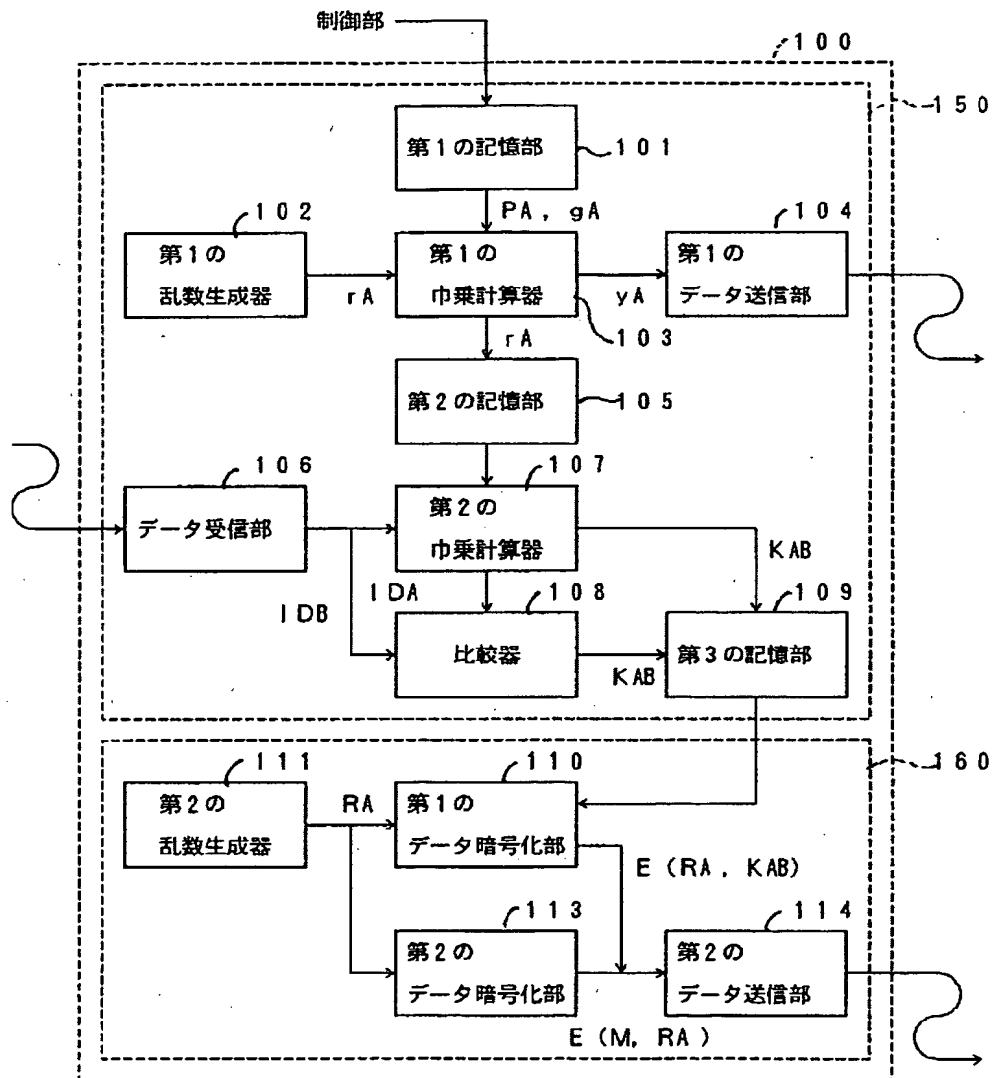 制御部
100
150
第1の記憶部
101
PA, gA
102
104
第1の
乱数生成器
rA
第1の
巾乗計算器
yA
第1の
データ送信部
103
rA
第2の記憶部
105
106
107
データ受信部
第2の
巾乗計算器
KAB
IDB
IDA
108
109
比較器
KAB
第3の記憶部
111
110
160
第2の
乱数生成器
RA
第1の
データ暗号化部
E(RA, KAB)
113
114
第2の
データ暗号化部
第2の
データ送信部
E(M, RA)